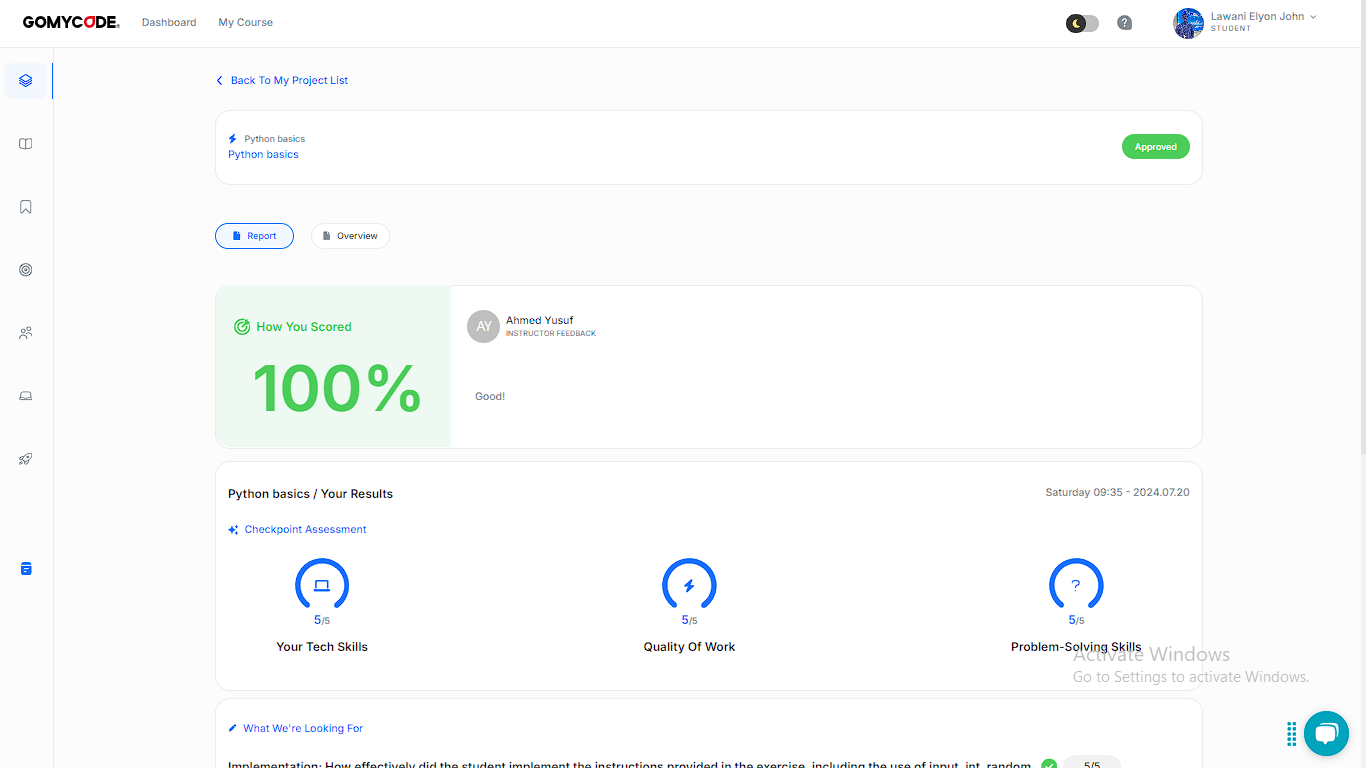 GOMYCODE
Dashboard
My Course
Lawani Elyon John
STUDENT
Back To My Project List
Python basics
Python basics
Approved
Report
Overview
How You Scored
100%
AY
Ahmed Yusuf
INSTRUCTOR FEEDBACK
Good!
Python basics / Your Results
Saturday 09:35 - 2024.07.20
Checkpoint Assessment
5/5
Your Tech Skills
5/5
Quality Of Work
5/5
Problem-Solving Skills
Activate Windows
Go to Settings to activate Windows.
What We're Looking For
Implementation: How effectively did the student implement the instructions provided in the exercise, including the use of input, int, random
5/5